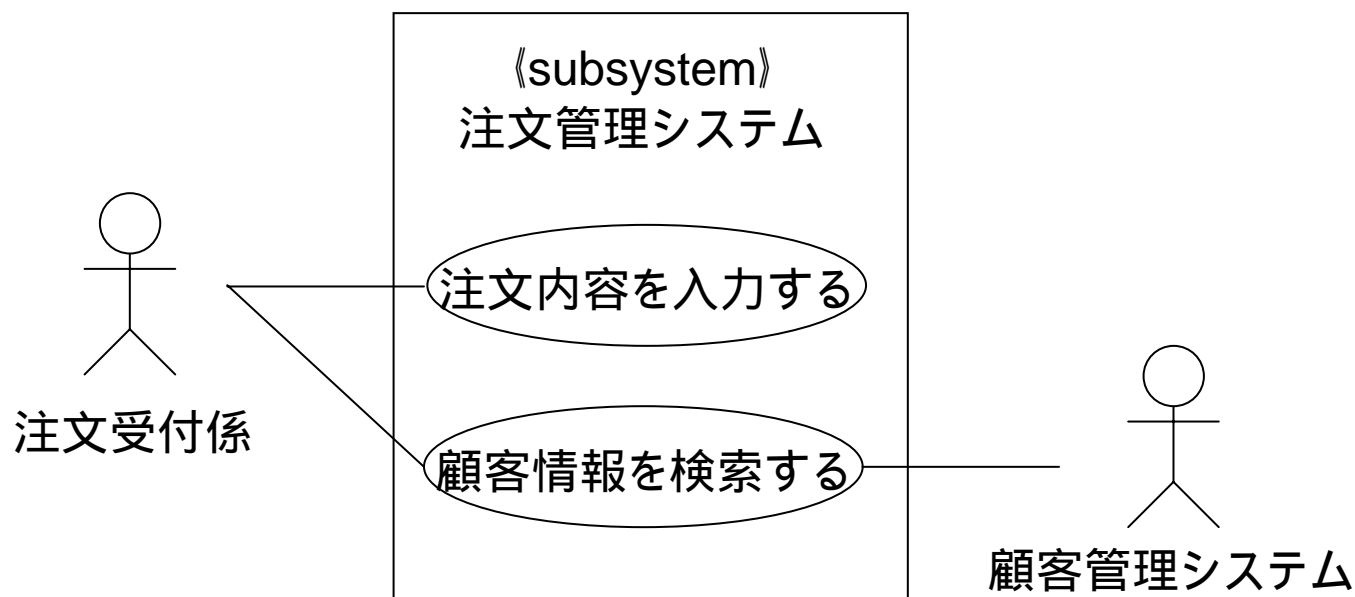 《subsystem》
注文管理システム
注文内容を入力する
注文受付係
顧客情報を検索する
顧客管理システム